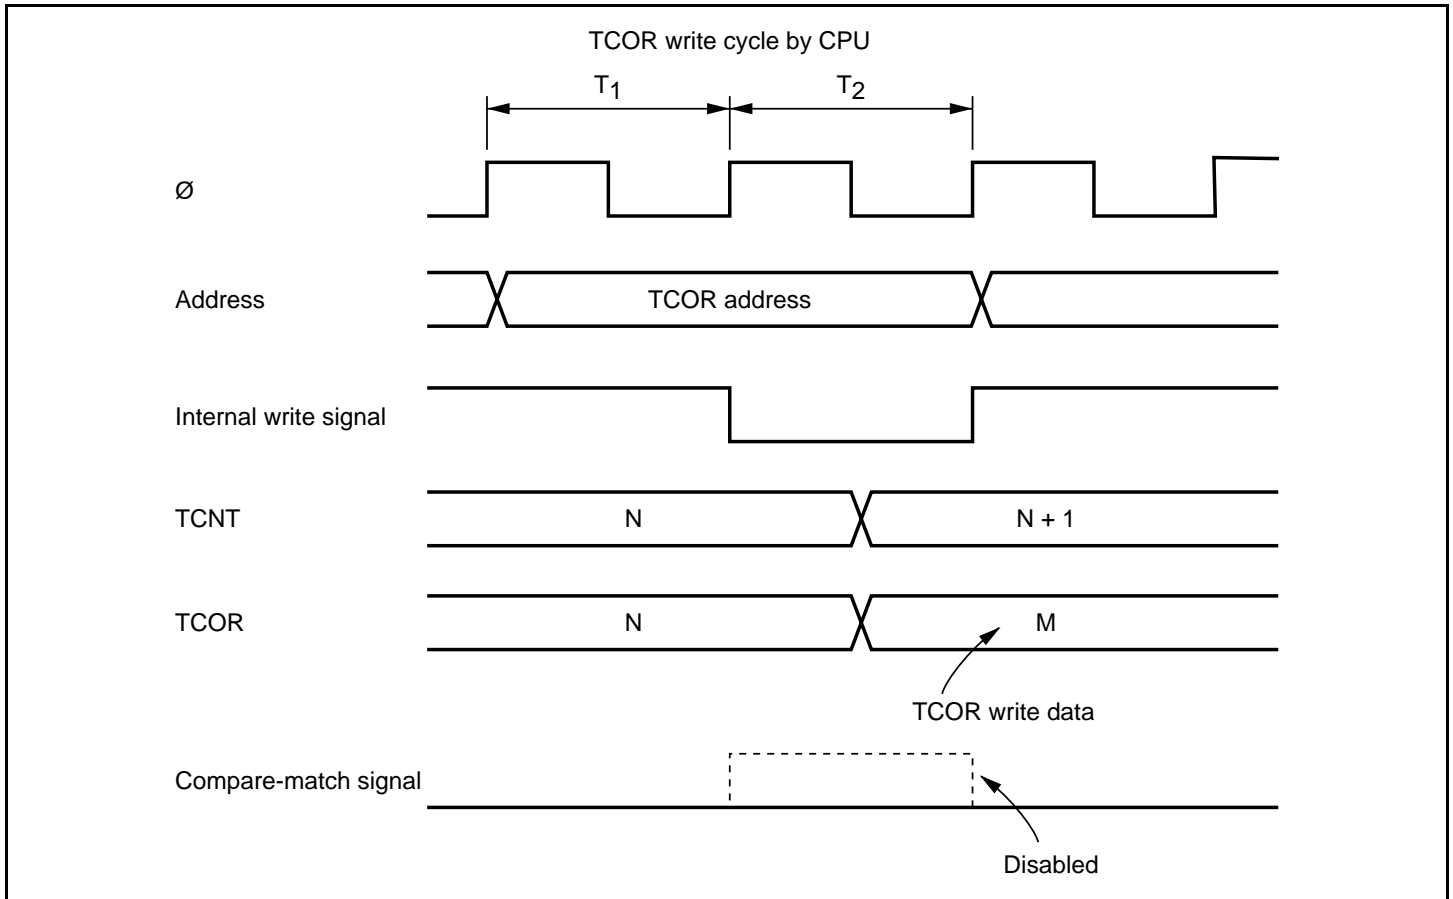 TCOR write cycle by CPU
T1 T2
Ø
Address TCOR address
Internal write signal
TCNT N N + 1
TCOR N M
TCOR write data
Compare-match signal
Disabled